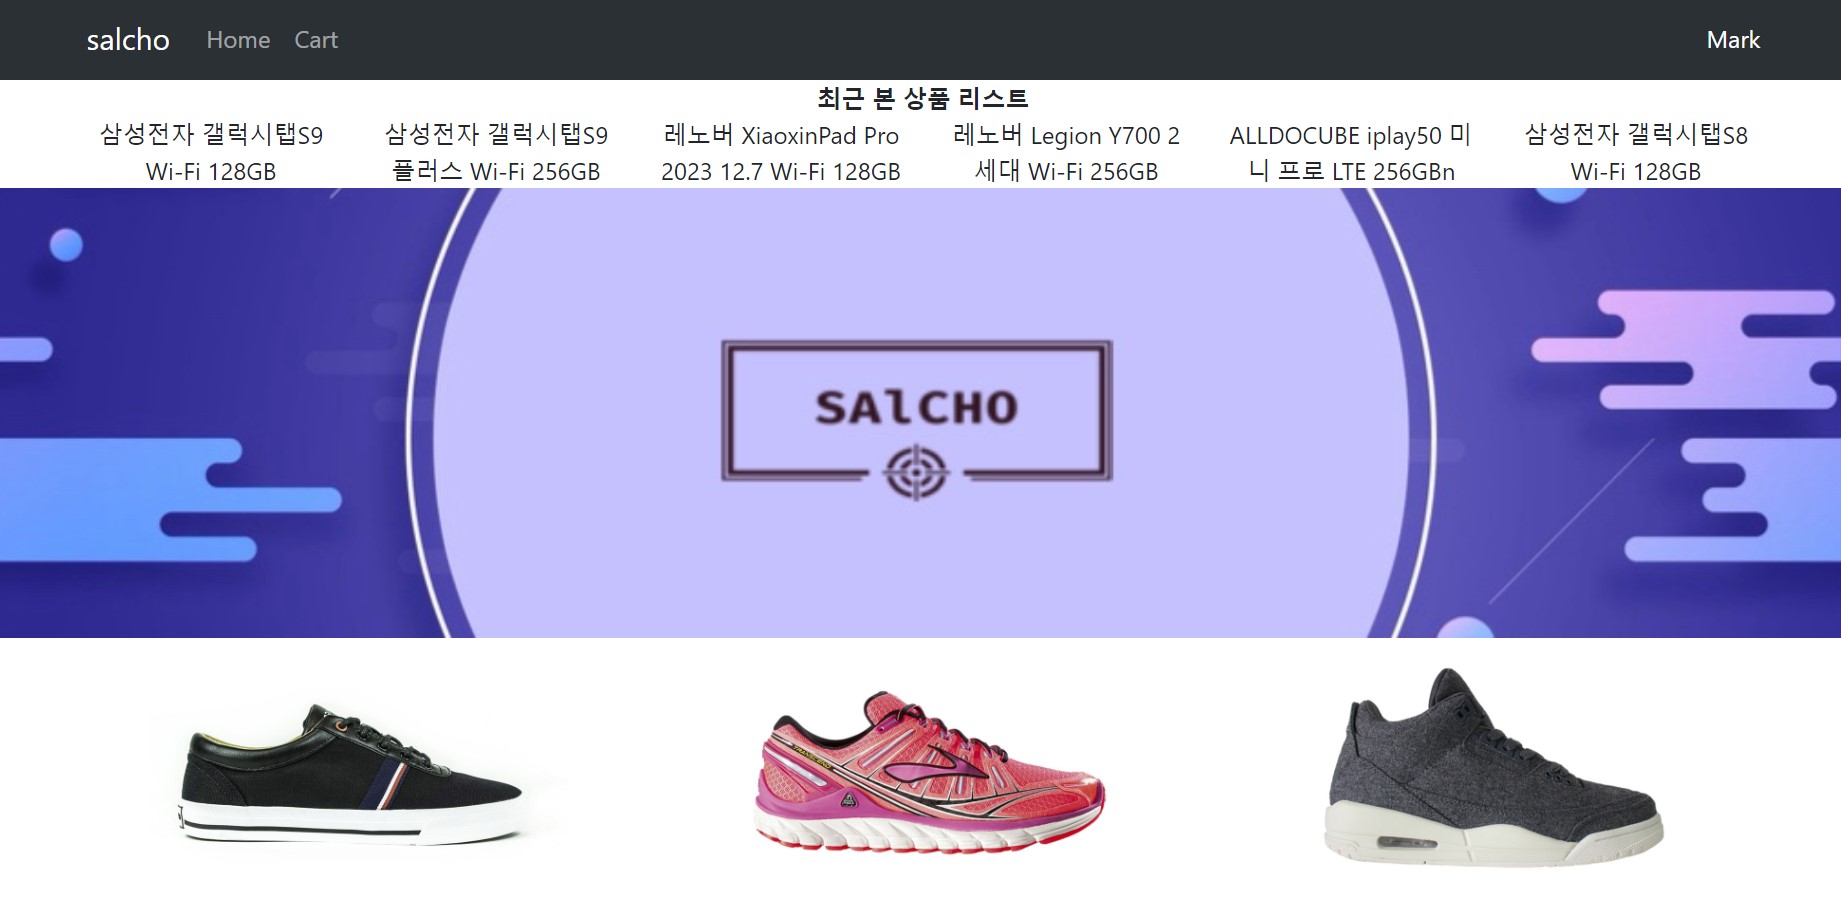 salcho Home Cart Mark
최근 본 상품 리스트
삼성전자 갤럭시탭S9
Wi-Fi 128GB
삼성전자 갤럭시탭S9
플러스 Wi-Fi 256GB
레노버 XiaoxinPad Pro
2023 12.7 Wi-Fi 128GB
레노버 Legion Y700 2
세대 Wi-Fi 256GB
ALLDOCUBE iplay50 미
니 프로 LTE 256GBn
삼성전자 갤럭시탭S8
Wi-Fi 128GB
SAlCHO
TRANSCEND